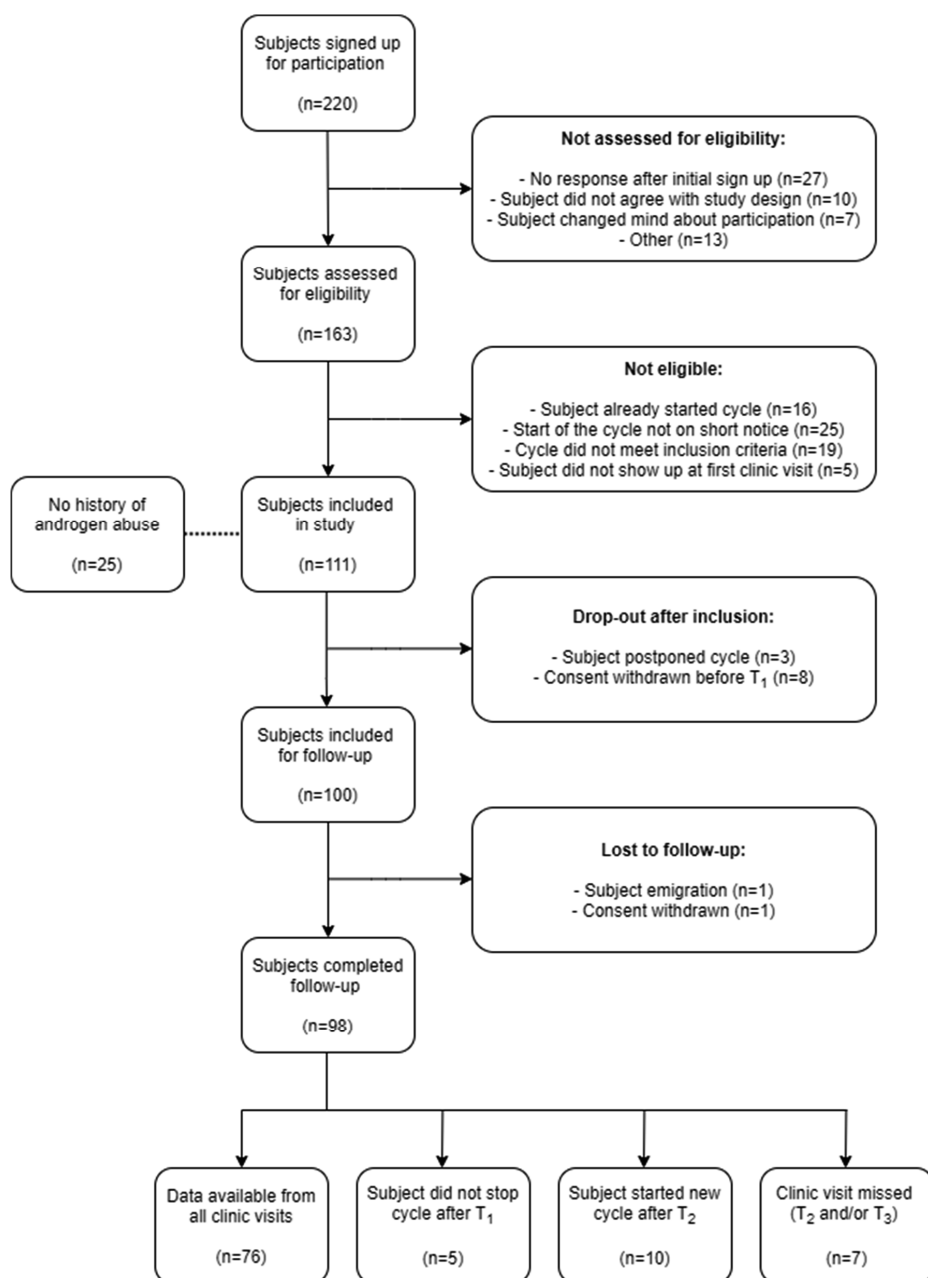 Subjects signed up
for participation
(n=220)
Not assessed for eligibility:
- No response after initial sign up (n=27)
- Subject did not agree with study design (n=10)
- Subject changed mind about participation (n=7)
- Other (n=13)
Subjects assessed
for eligibility
(n=163)
Not eligible:
- Subject already started cycle (n=16)
- Start of the cycle not on short notice (n=25)
- Cycle did not meet inclusion criteria (n=19)
- Subject did not show up at first clinic visit (n=5)
No history of
androgen abuse
(n=25)
Subjects included
in study
(n=111)
Drop-out after inclusion:
- Subject postponed cycle (n=3)
- Consent withdrawn before T₁ (n=8)
Subjects included
for follow-up
(n=100)
Lost to follow-up:
- Subject emigration (n=1)
- Consent withdrawn (n=1)
Subjects completed
follow-up
(n=98)
Data available from
all clinic visits
(n=76)
Subject did not stop
cycle after T₁
(n=5)
Subject started new
cycle after T₂
(n=10)
Clinic visit missed
(T₂ and/or T₃)
(n=7)